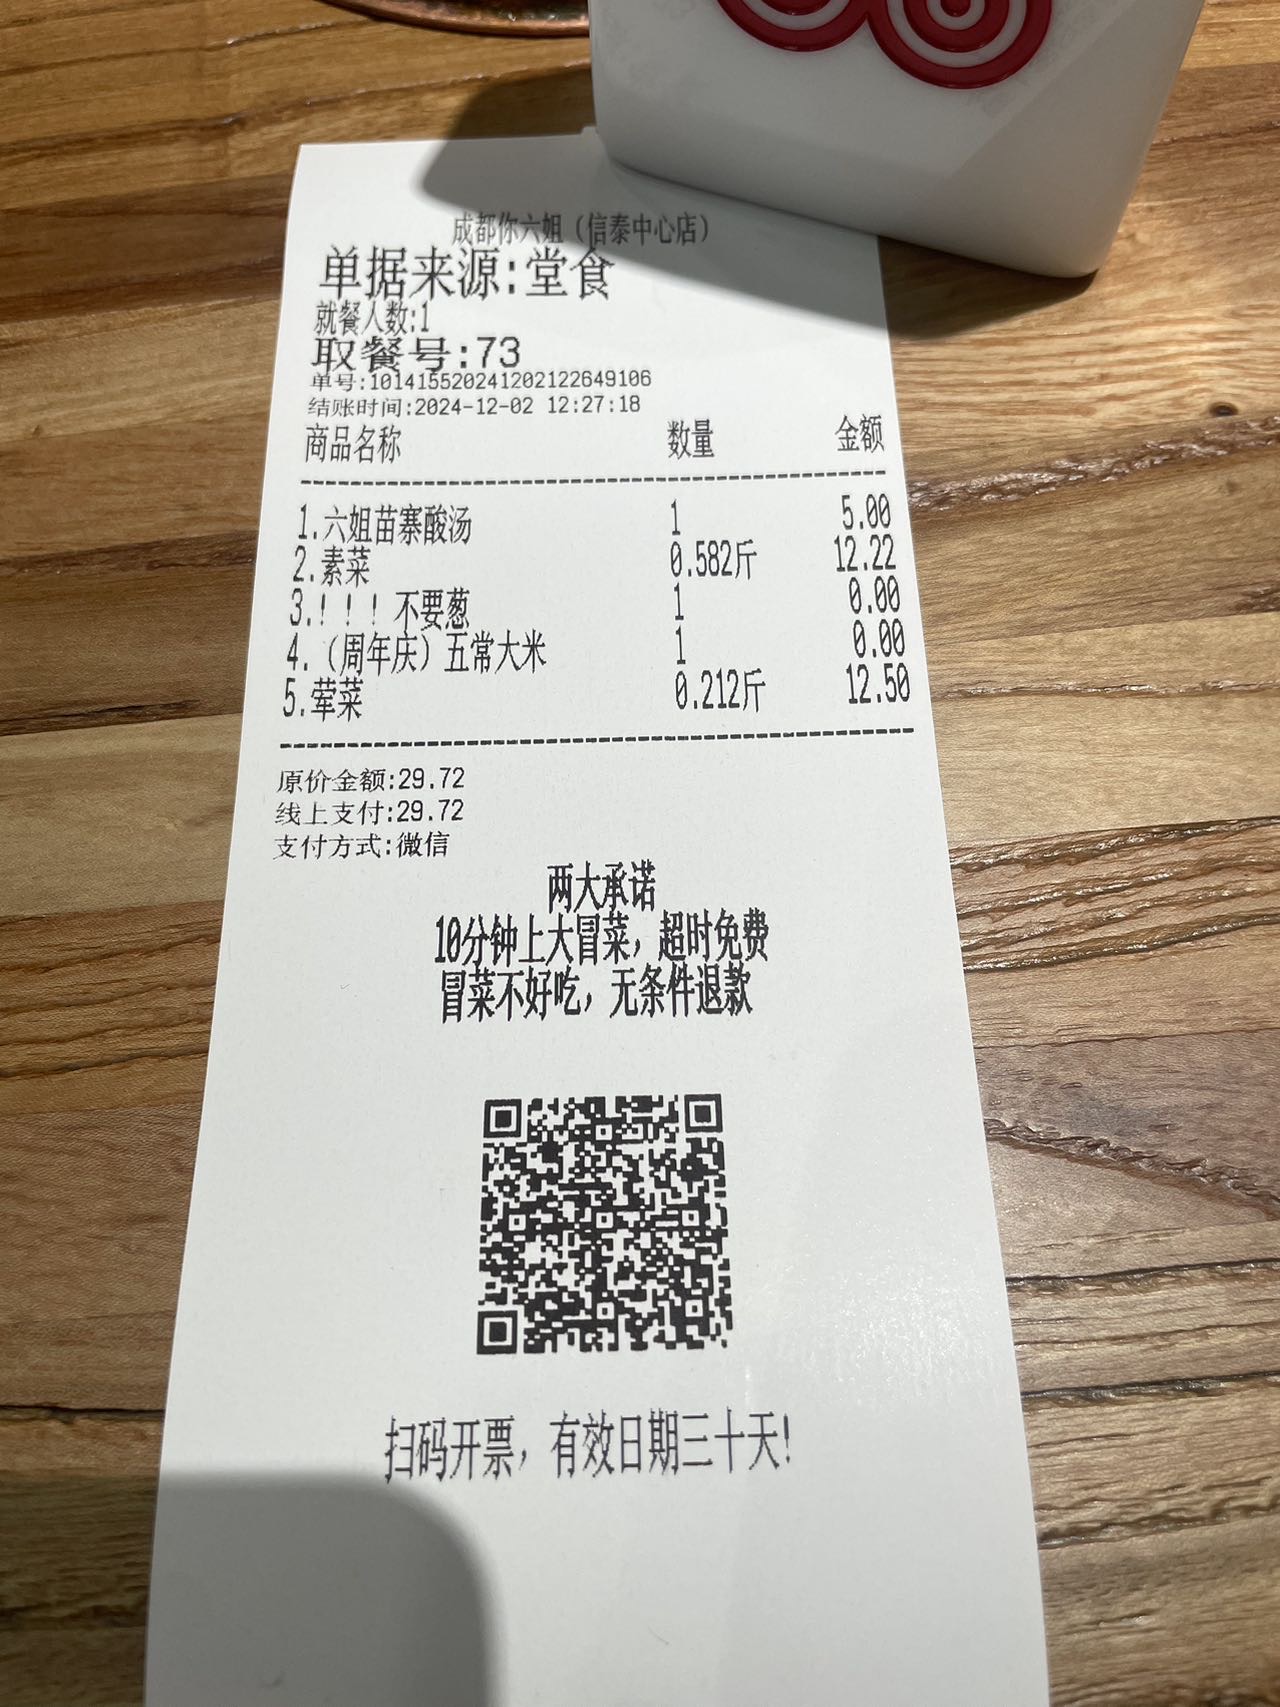 成都你六姐（信泰中心店）
单据来源:堂食
就餐人数:1
取餐号:73
单号:101415520241202122649106
结账时间:2024-12-02 12:27:18
商品名称 数量 金额
1.六姐苗寨酸汤 1 5.00
2.素菜 0.582斤 12.22
3.！！！不要葱 1 0.00
4.（周年庆）五常大米 1 0.00
5.荤菜 0.212斤 12.50
原价金额:29.72
线上支付:29.72
支付方式:微信
两大承诺
10分钟上大冒菜，超时免费
冒菜不好吃，无条件退款
扫码开票，有效日期三十天!